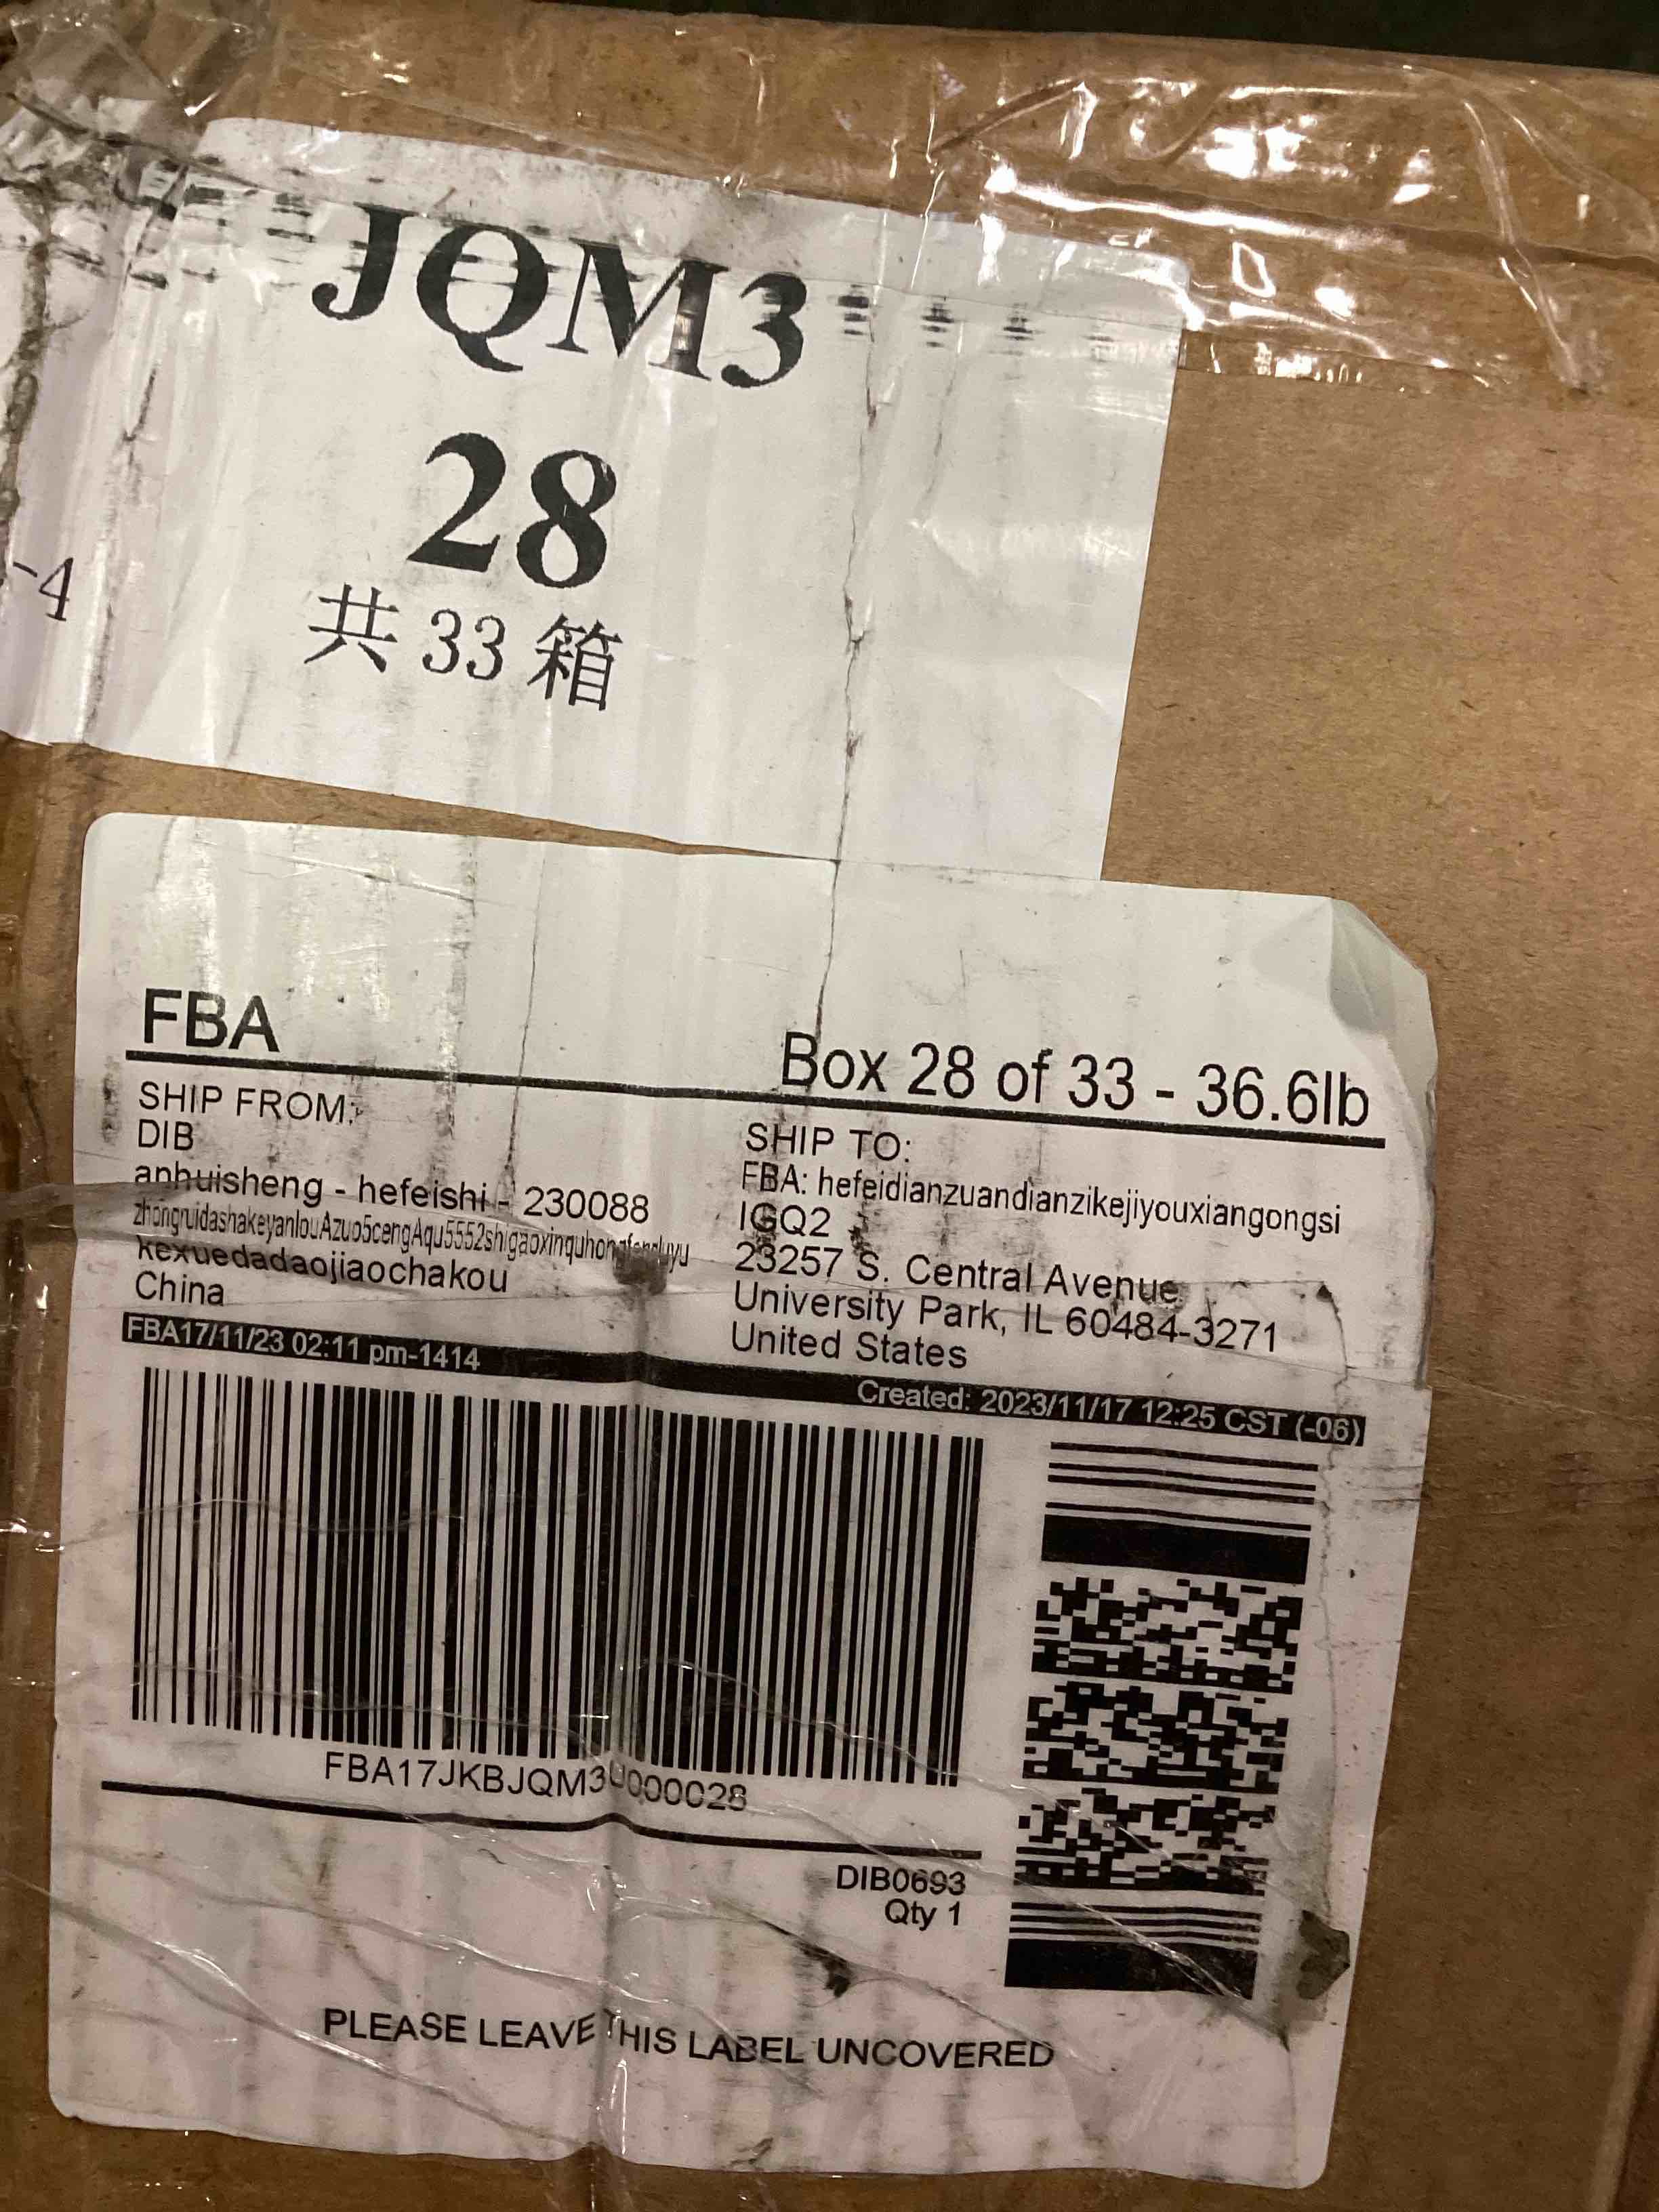 JQM3
28
共 33 箱
-4
FBA
Box 28 of 33 - 36.6lb
SHIP FROM:
DIB
anhuisheng - hefeishi - 230088
zhongruidashakeyanlouAzuo5cengAqu5552shigaoxinquhongfengluyu
kexuedadaojiaochakou
China
SHIP TO:
FBA: hefeidianzuandianzikejiyouxiangongsi
IGQ2
23257 S. Central Avenue
University Park, IL 60484-3271
United States
FBA17/11/23 02:11 pm-1414
Created: 2023/11/17 12:25 CST (-06)
FBA17JKBJQM3U000028
DIB0693
Qty 1
PLEASE LEAVE THIS LABEL UNCOVERED